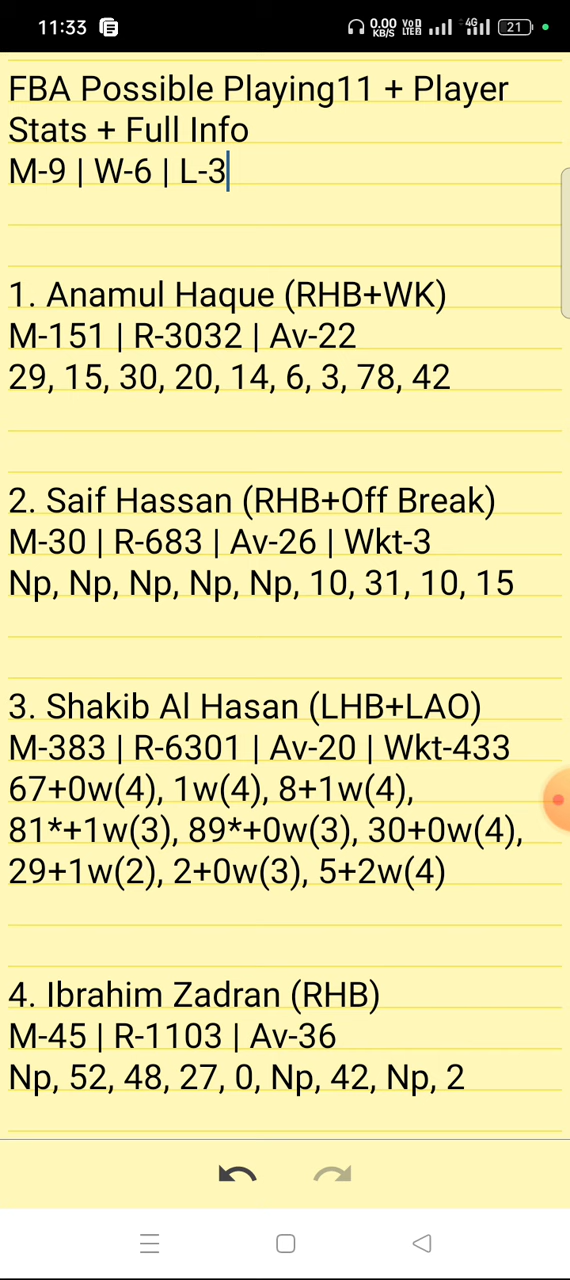 11:33
0.00 KB/S Vo LTE2 4G 21
FBA Possible Playing11 + Player
Stats + Full Info
M-9 | W-6 | L-3
1. Anamul Haque (RHB+WK)
M-151 | R-3032 | Av-22
29, 15, 30, 20, 14, 6, 3, 78, 42
2. Saif Hassan (RHB+Off Break)
M-30 | R-683 | Av-26 | Wkt-3
Np, Np, Np, Np, Np, 10, 31, 10, 15
3. Shakib Al Hasan (LHB+LAO)
M-383 | R-6301 | Av-20 | Wkt-433
67+0w(4), 1w(4), 8+1w(4),
81*+1w(3), 89*+0w(3), 30+0w(4),
29+1w(2), 2+0w(3), 5+2w(4)
4. Ibrahim Zadran (RHB)
M-45 | R-1103 | Av-36
Np, 52, 48, 27, 0, Np, 42, Np, 2